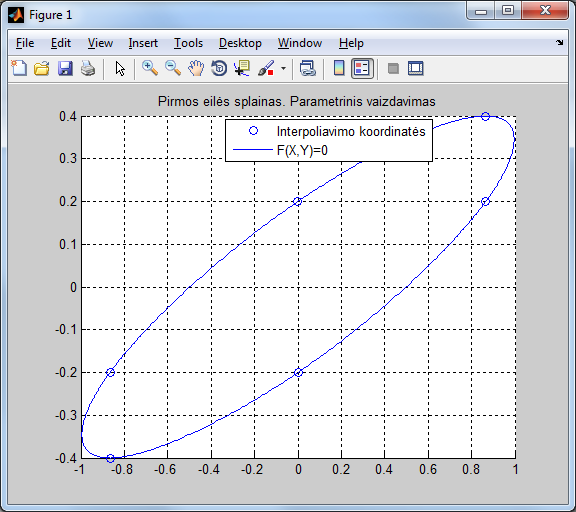 Figure 1
File Edit View Insert Tools Desktop Window Help
Pirmos eilės splainas. Parametrinis vaizdavimas
Interpoliavimo koordinatės
F(X,Y)=0
0.4
0.3
0.2
0.1
0
-0.1
-0.2
-0.3
-0.4
-1 -0.8 -0.6 -0.4 -0.2 0 0.2 0.4 0.6 0.8 1